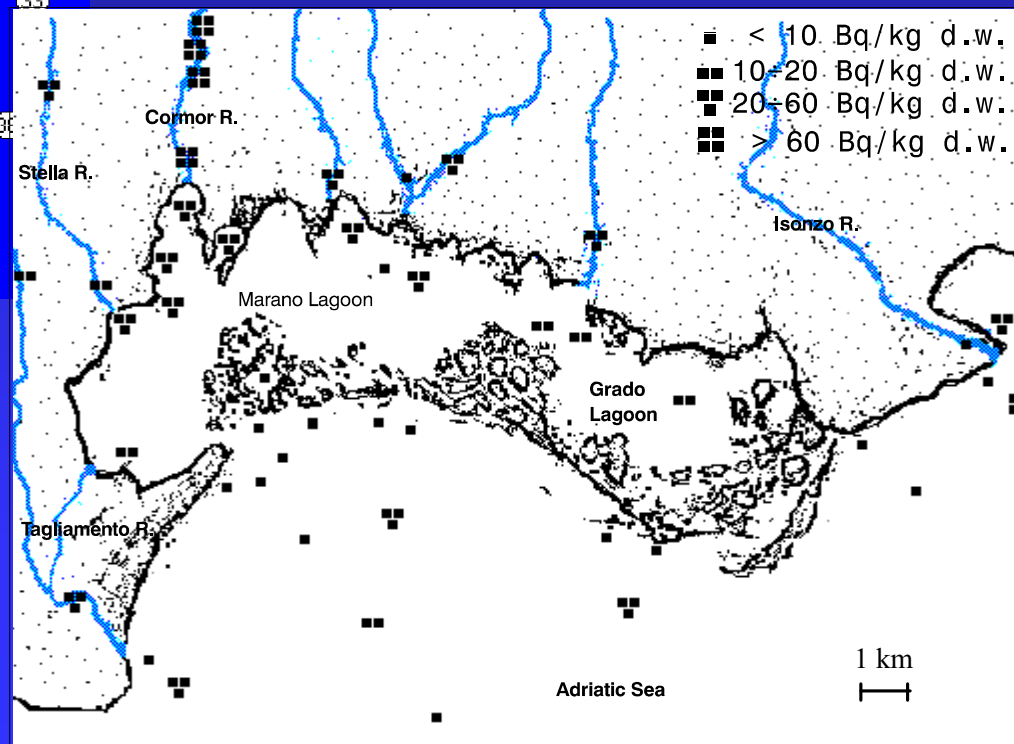 33
< 10 Bq/kg d.w.
10÷20 Bq/kg d.w.
20÷60 Bq/kg d.w.
> 60 Bq/kg d.w.
Cormor R.
Stella R.
Isonzo R.
Marano Lagoon
Grado
Lagoon
Tagliamento R.
1 km
Adriatic Sea